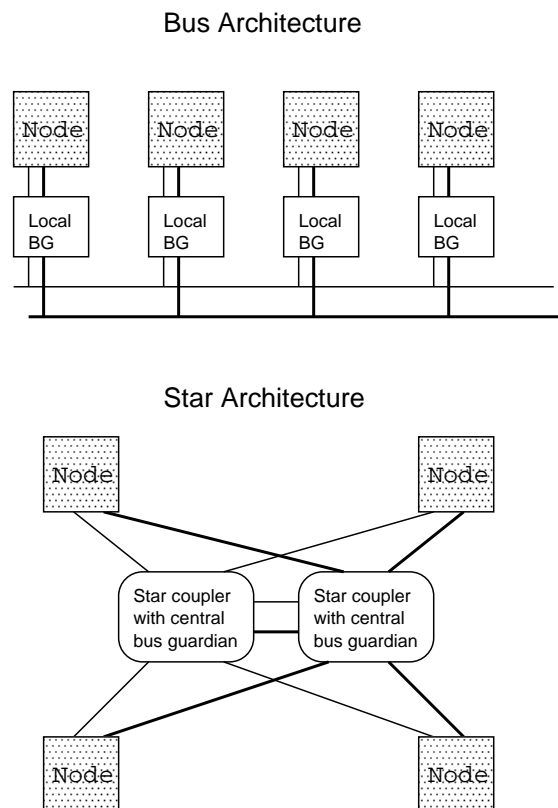 Bus Architecture
Node Node Node Node
Local Local Local Local
BG BG BG BG
Star Architecture
Node Node
Star coupler Star coupler
with central with central
bus guardian bus guardian
Node Node